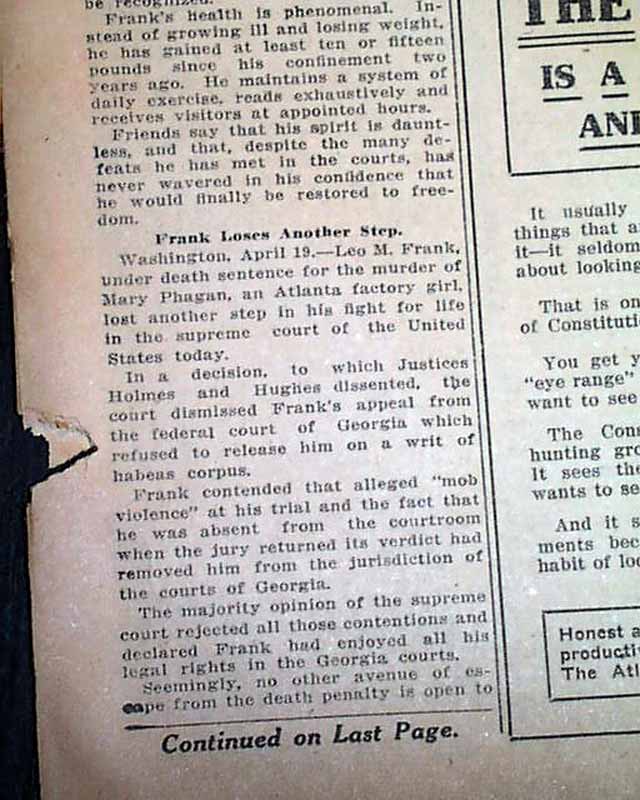 be recognized.
Frank's health is phenomenal. In-
stead of growing ill and losing weight,
he has gained at least ten or fifteen
pounds since his confinement two
years ago. He maintains a system of
daily exercise, reads exhaustively and
receives visitors at appointed hours.
Friends say that his spirit is daunt-
less, and that, despite the many de-
feats he has met in the courts, has
never wavered in his confidence that
he would finally be restored to free-
dom.
Frank Loses Another Step.
Washington, April 19.—Leo M. Frank,
under death sentence for the murder of
Mary Phagan, an Atlanta factory girl,
lost another step in his fight for life
in the supreme court of the United
States today.
In a decision, to which Justices
Holmes and Hughes dissented, the
court dismissed Frank's appeal from
the federal court of Georgia which
refused to release him on a writ of
habeas corpus.
Frank contended that alleged "mob
violence" at his trial and the fact that
he was absent from the courtroom
when the jury returned its verdict had
removed him from the jurisdiction of
the courts of Georgia.
The majority opinion of the supreme
court rejected all those contentions and
declared Frank had enjoyed all his
legal rights in the Georgia courts.
Seemingly, no other avenue of es-
cape from the death penalty is open to
Continued on Last Page.
THE
IS A
AND
It usually
things that a
it—it seldom
about looking
That is on
of Constituti
You get y
"eye range"
want to see
The Cons
hunting gro
It sees the
wants to se
And it s
ments bec
habit of loo
Honest a
producti
The Atl